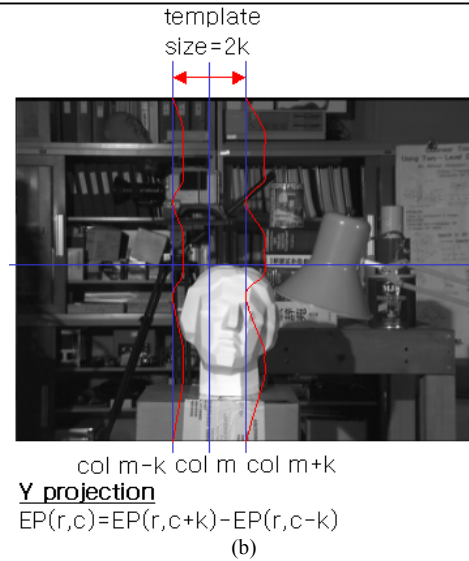 template
size=2k
col m-k col m col m+k
Y projection
EP(r,c)=EP(r,c+k)-EP(r,c-k)
(b)